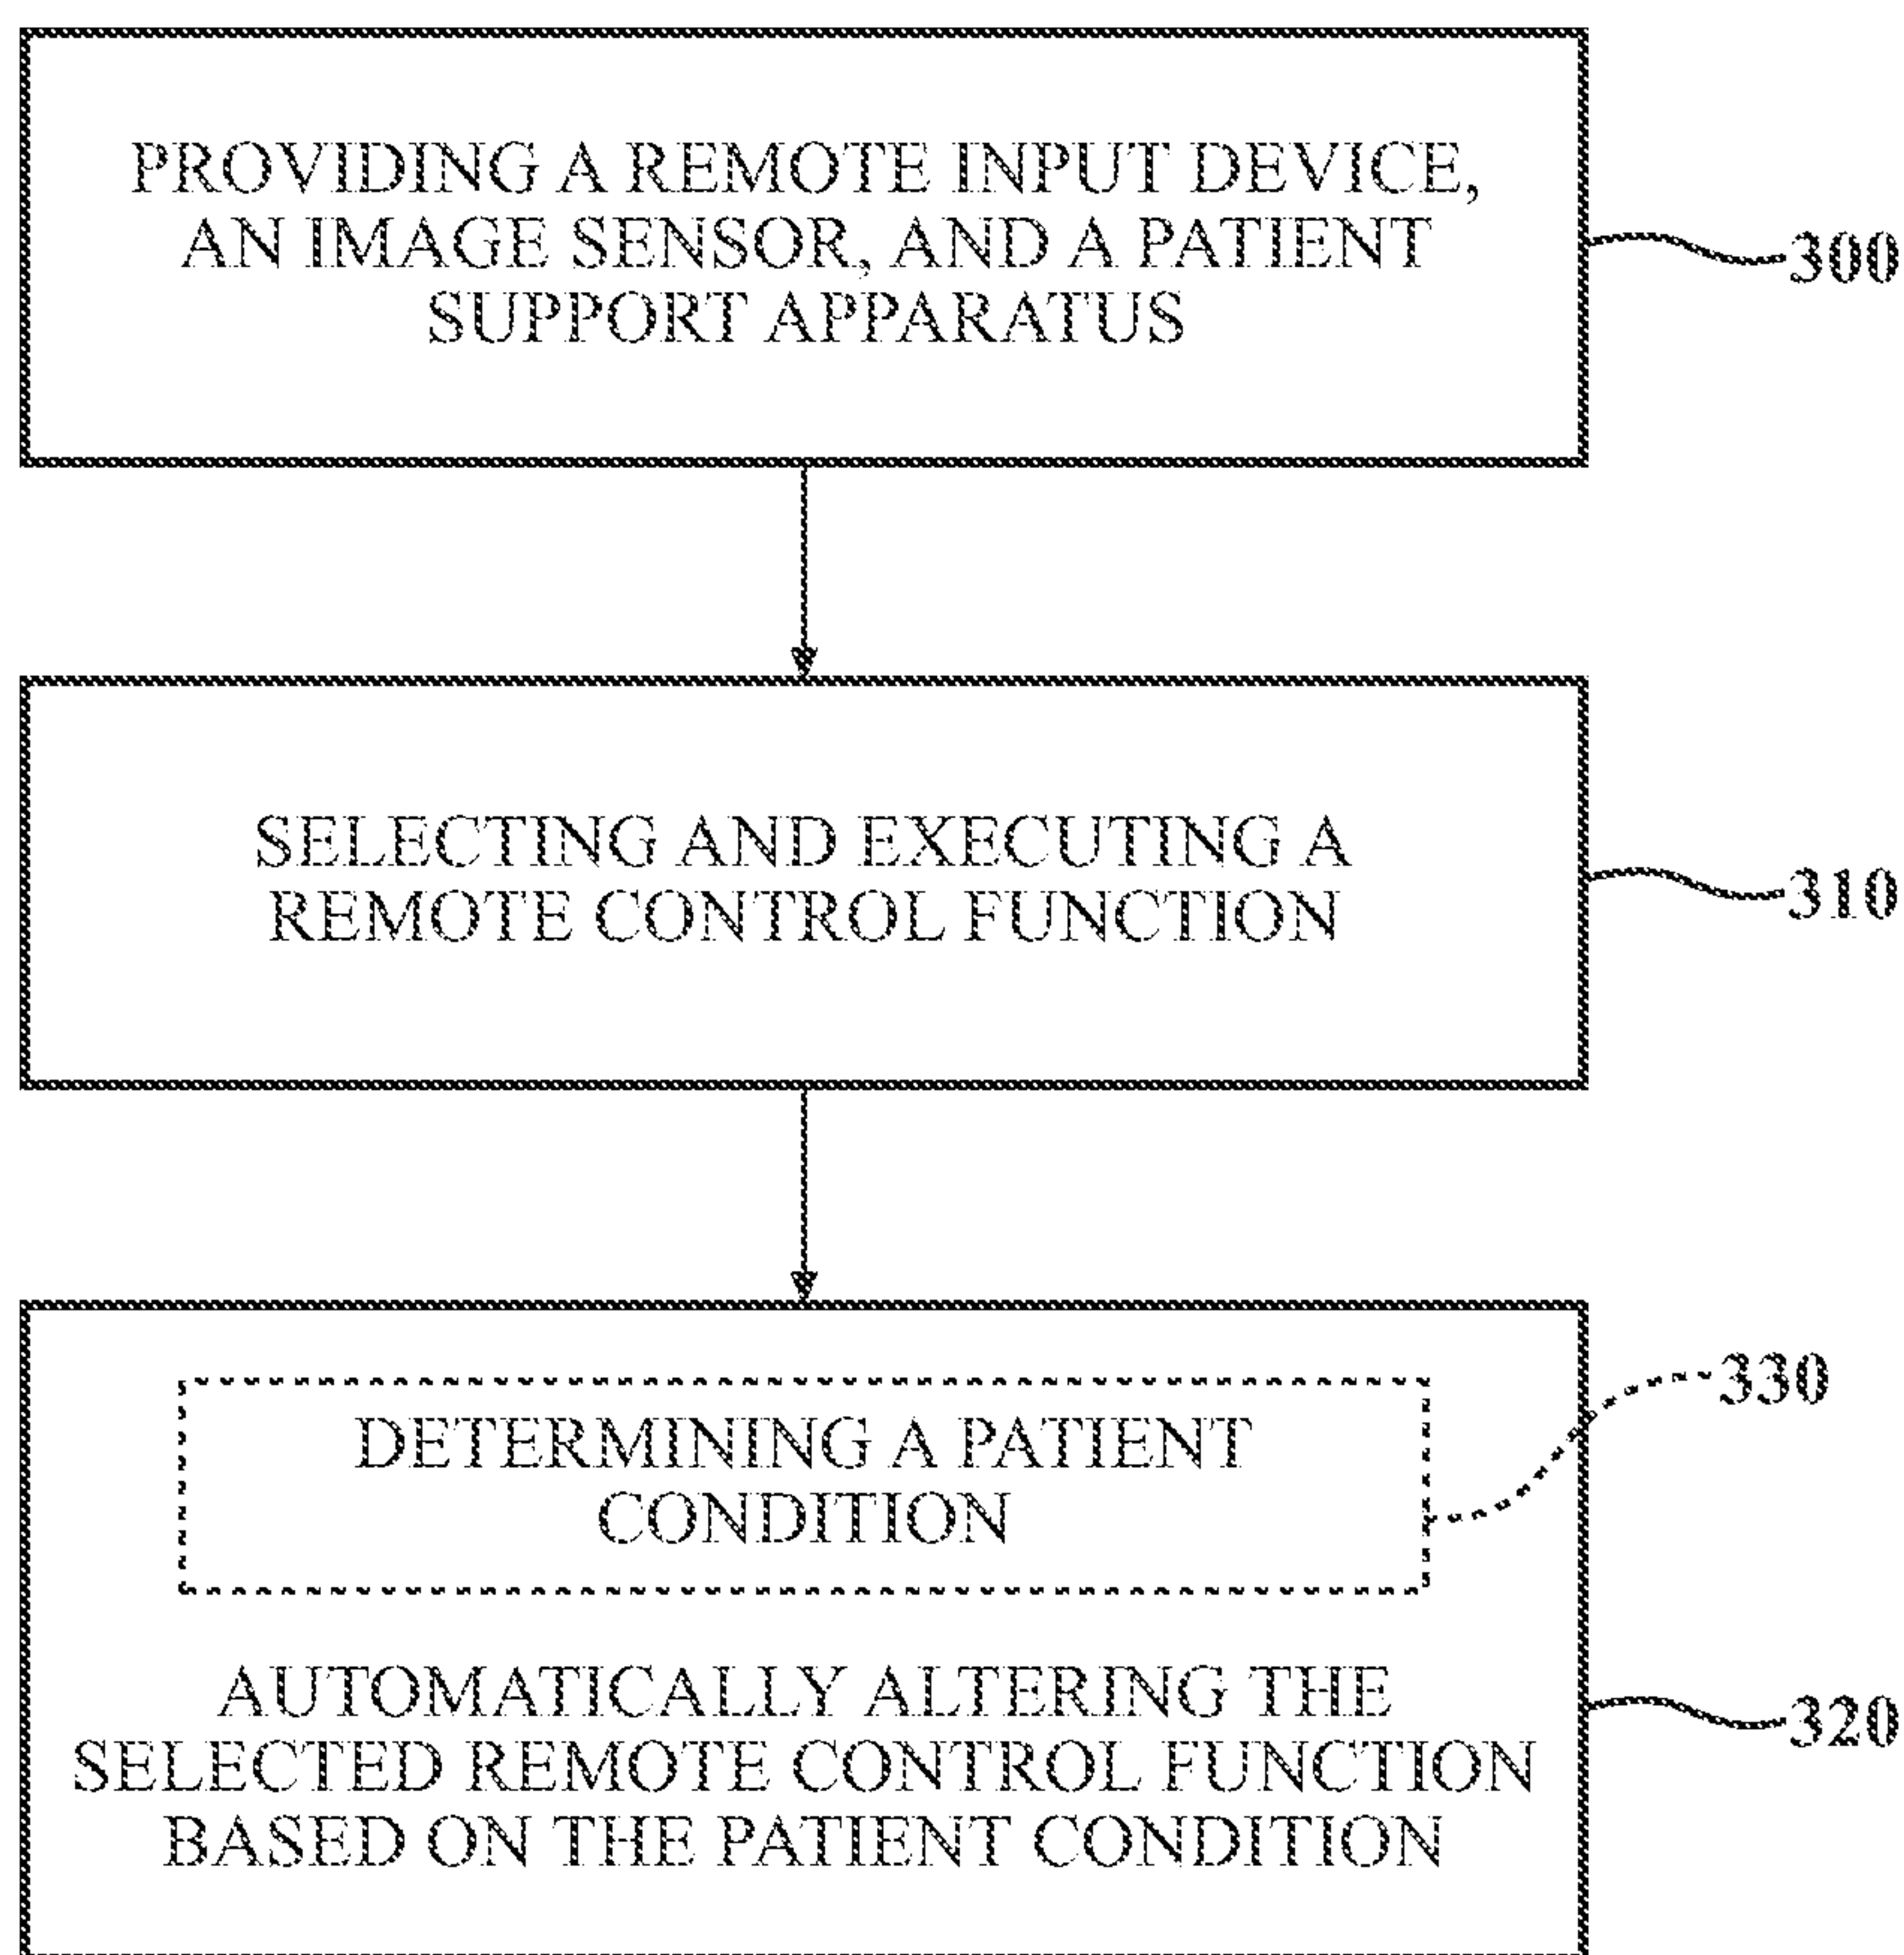 PROVIDING A REMOTE INPUT DEVICE,
AN IMAGE SENSOR, AND A PATIENT
SUPPORT APPARATUS
300
SELECTING AND EXECUTING A
REMOTE CONTROL FUNCTION
310
330
DETERMINING A PATIENT
CONDITION
AUTOMATICALLY ALTERING THE
SELECTED REMOTE CONTROL FUNCTION
BASED ON THE PATIENT CONDITION
320